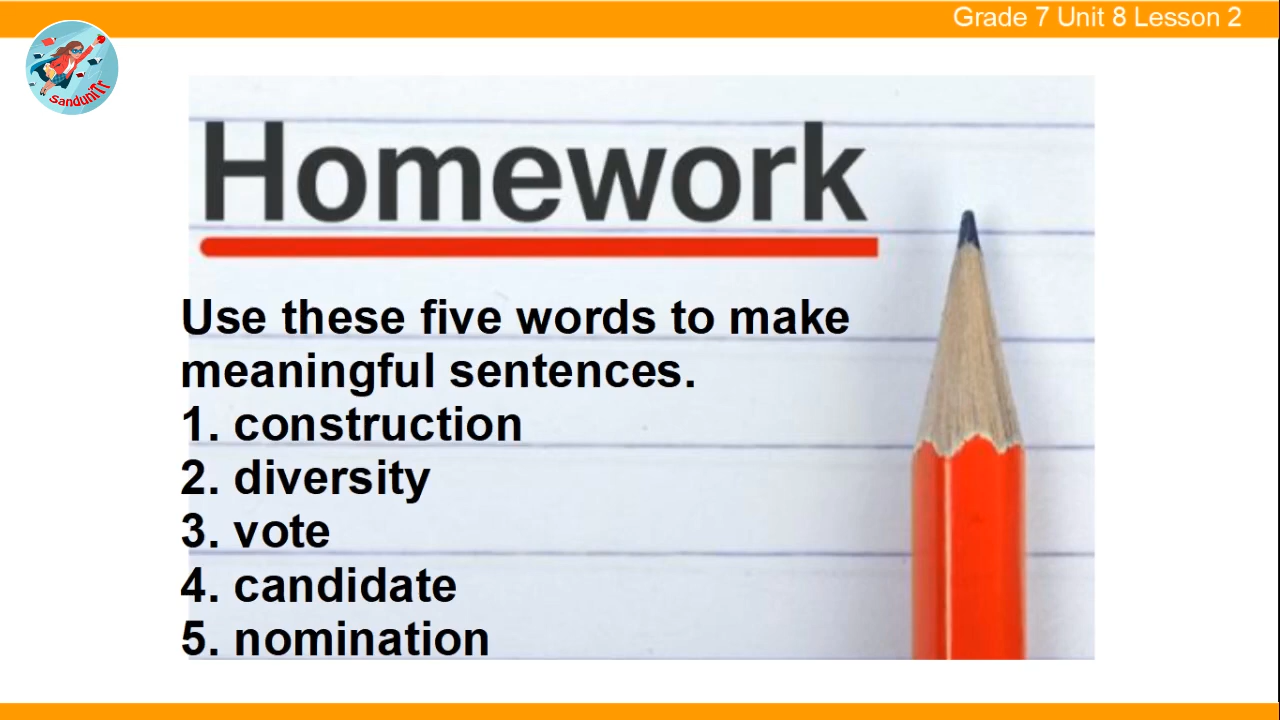 Grade 7 Unit 8 Lesson 2
SanduniTr
Homework
Use these five words to make
meaningful sentences.
1. construction
2. diversity
3. vote
4. candidate
5. nomination